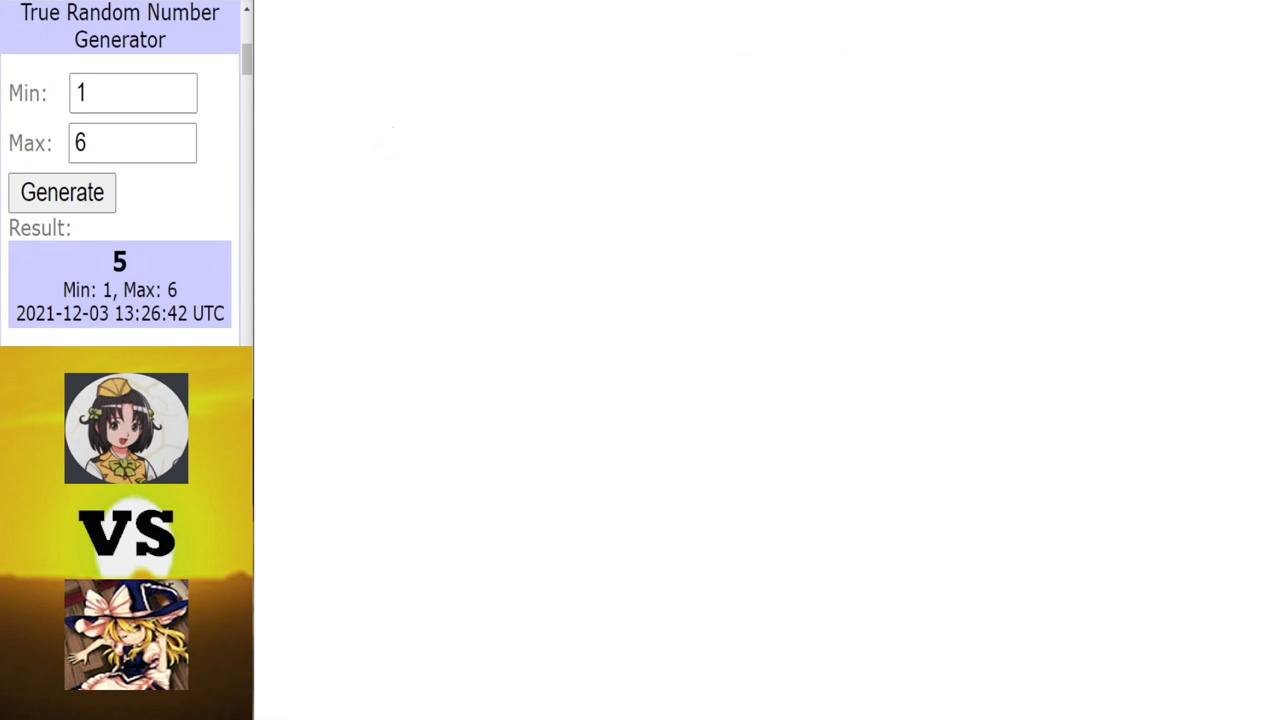 True Random Number
Generator
Min: 1
Max: 6
Generate
Result:
5
Min: 1, Max: 6
2021-12-03 13:26:42 UTC
vs